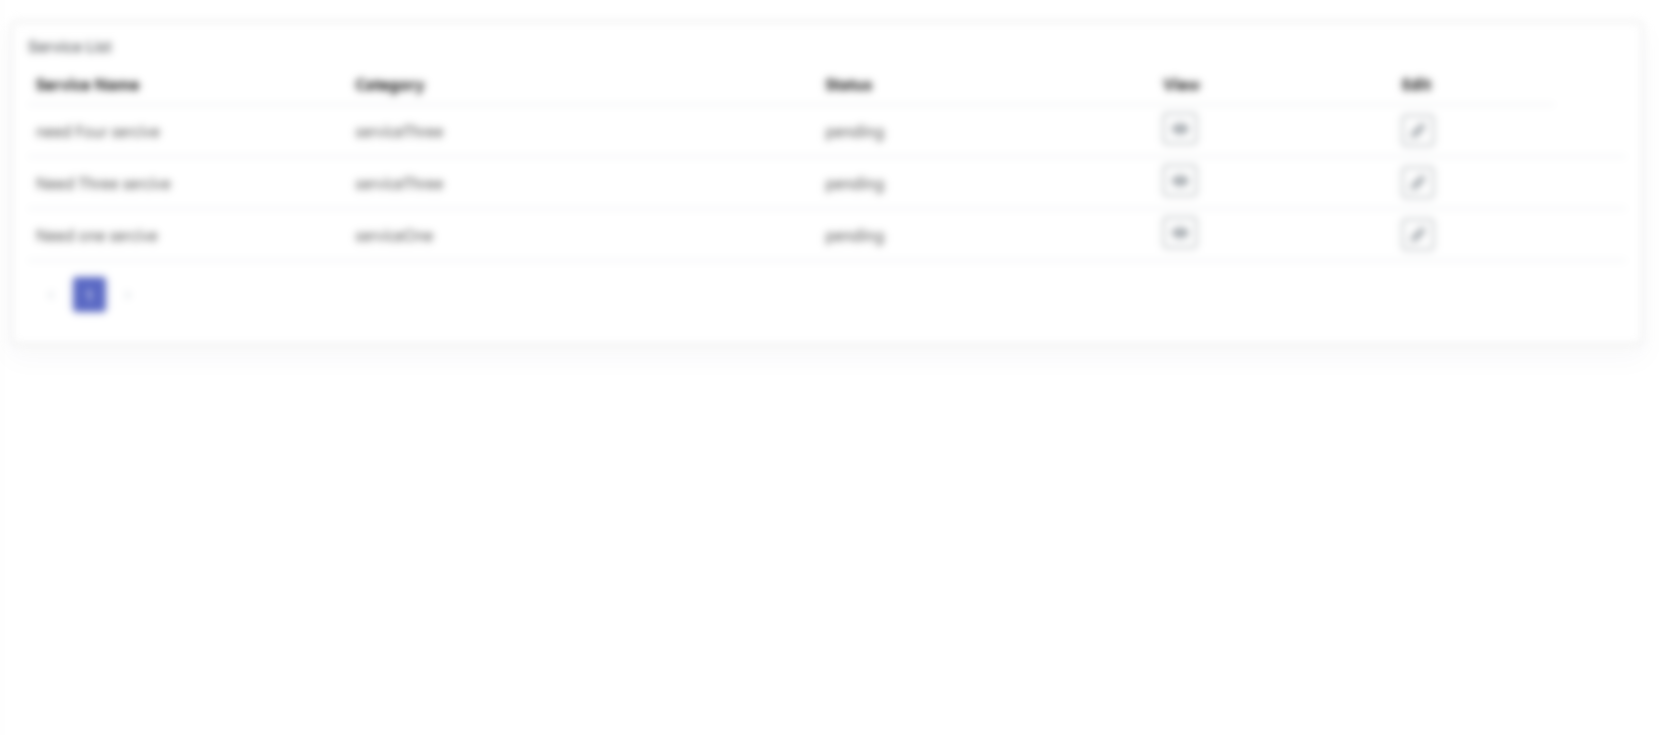 Service List
Service Name Category Status View Edit
need Four service serviceThree pending
Need Three service serviceThree pending
Need one service serviceOne pending
1